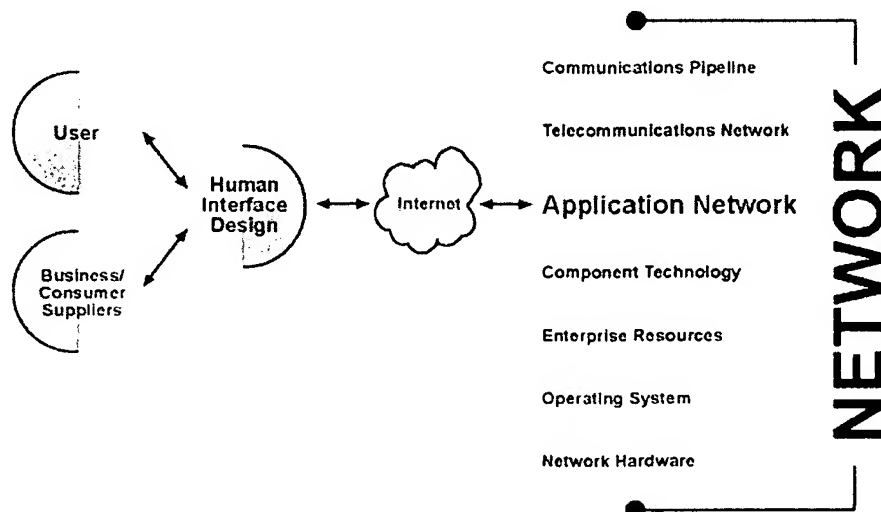 User
Business/
Consumer
Suppliers
Human
Interface
Design
Internet
Communications Pipeline
Telecommunications Network
Application Network
Component Technology
Enterprise Resources
Operating System
Network Hardware
NETWORK